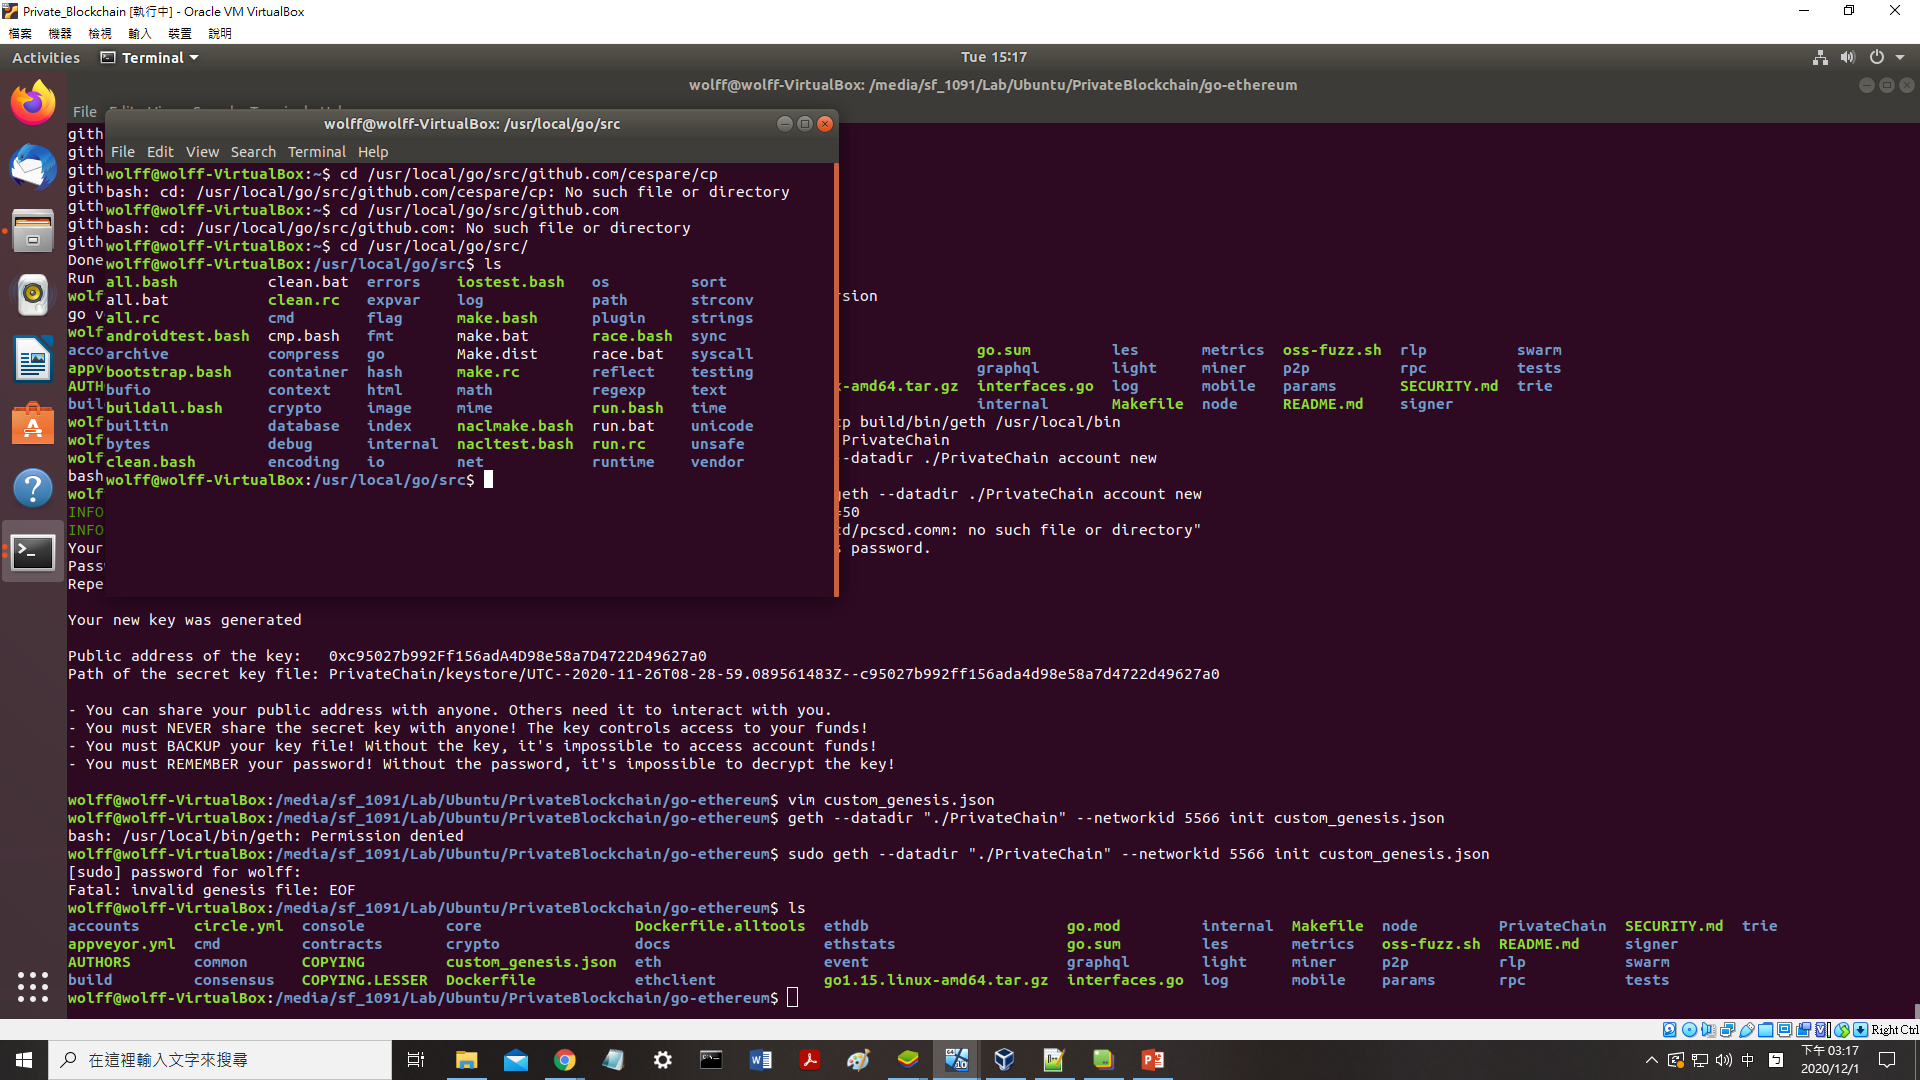 Private_Blockchain [執行中] - Oracle VM VirtualBox
檔案 機器 檢視 輸入 裝置 說明
Activities Terminal Tue 15:17
wolff@wolff-VirtualBox: /media/sf_1091/Lab/Ubuntu/PrivateBlockchain/go-ethereum
File
wolff@wolff-VirtualBox: /usr/local/go/src
File Edit View Search Terminal Help
wolff@wolff-VirtualBox:~$ cd /usr/local/go/src/github.com/cespare/cp
bash: cd: /usr/local/go/src/github.com/cespare/cp: No such file or directory
wolff@wolff-VirtualBox:~$ cd /usr/local/go/src/github.com
bash: cd: /usr/local/go/src/github.com: No such file or directory
wolff@wolff-VirtualBox:~$ cd /usr/local/go/src/
wolff@wolff-VirtualBox:/usr/local/go/src$ ls
all.bash clean.bat errors iostest.bash os sort
all.bat clean.rc expvar log path strconv
all.rc cmd flag make.bash plugin strings
androidtest.bash cmp.bash fmt make.bat race.bash sync
archive compress go Make.dist race.bat syscall
bootstrap.bash container hash make.rc reflect testing
bufio context html math regexp text
buildall.bash crypto image mime run.bash time
builtin database index naclmake.bash run.bat unicode
bytes debug internal nacltest.bash run.rc unsafe
clean.bash encoding io net runtime vendor
wolff@wolff-VirtualBox:/usr/local/go/src$
gith
gith
gith
gith
gith
gith
gith
Done
Run
wolf rsion
go v
wolf
acco go.sum les metrics oss-fuzz.sh rlp swarm
appv graphql light miner p2p rpc tests
AUTH x-amd64.tar.gz interfaces.go log mobile params SECURITY.md trie
buil internal Makefile node README.md signer
wolf cp build/bin/geth /usr/local/bin
wolf PrivateChain
wolf --datadir ./PrivateChain account new
bash
wolf geth --datadir ./PrivateChain account new
INFO =50
INFO cd/pcscd.comm: no such file or directory"
Your s password.
Pass
Repe
Your new key was generated
Public address of the key: 0xc95027b992Ff156adA4D98e58a7D4722D49627a0
Path of the secret key file: PrivateChain/keystore/UTC--2020-11-26T08-28-59.089561483Z--c95027b992ff156ada4d98e58a7d4722d49627a0
- You can share your public address with anyone. Others need it to interact with you.
- You must NEVER share the secret key with anyone! The key controls access to your funds!
- You must BACKUP your key file! Without the key, it's impossible to access account funds!
- You must REMEMBER your password! Without the password, it's impossible to decrypt the key!
wolff@wolff-VirtualBox:/media/sf_1091/Lab/Ubuntu/PrivateBlockchain/go-ethereum$ vim custom_genesis.json
wolff@wolff-VirtualBox:/media/sf_1091/Lab/Ubuntu/PrivateBlockchain/go-ethereum$ geth --datadir "./PrivateChain" --networkid 5566 init custom_genesis.json
bash: /usr/local/bin/geth: Permission denied
wolff@wolff-VirtualBox:/media/sf_1091/Lab/Ubuntu/PrivateBlockchain/go-ethereum$ sudo geth --datadir "./PrivateChain" --networkid 5566 init custom_genesis.json
[sudo] password for wolff:
Fatal: invalid genesis file: EOF
wolff@wolff-VirtualBox:/media/sf_1091/Lab/Ubuntu/PrivateBlockchain/go-ethereum$ ls
accounts circle.yml console core Dockerfile.alltools ethdb go.mod internal Makefile node PrivateChain SECURITY.md trie
appveyor.yml cmd contracts crypto docs ethstats go.sum les metrics oss-fuzz.sh README.md signer
AUTHORS common COPYING custom_genesis.json eth event graphql light miner p2p rlp swarm
build consensus COPYING.LESSER Dockerfile ethclient go1.15.linux-amd64.tar.gz interfaces.go log mobile params rpc tests
wolff@wolff-VirtualBox:/media/sf_1091/Lab/Ubuntu/PrivateBlockchain/go-ethereum$
Right Ctrl
在這裡輸入文字來搜尋
中
下午 03:17
2020/12/1